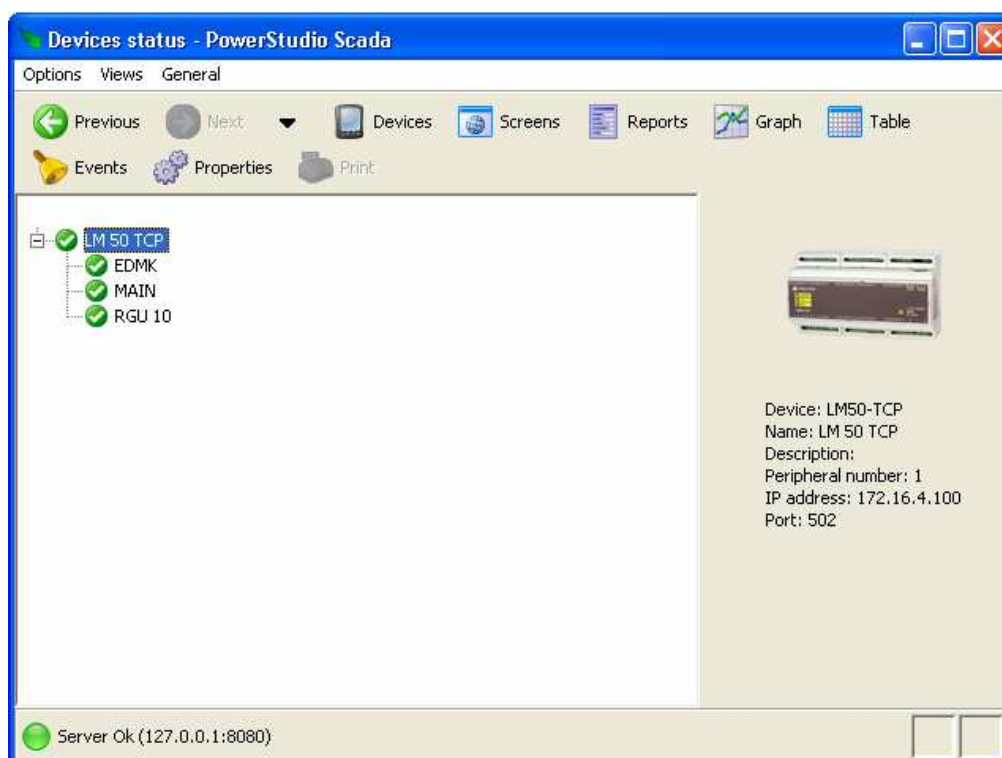 Devices status - PowerStudio Scada
Options Views General
Previous Next Devices Screens Reports Graph Table
Events Properties Print
LM 50 TCP
EDMK
MAIN
RGU 10
Device: LM50-TCP
Name: LM 50 TCP
Description:
Peripheral number: 1
IP address: 172.16.4.100
Port: 502
Server Ok (127.0.0.1:8080)